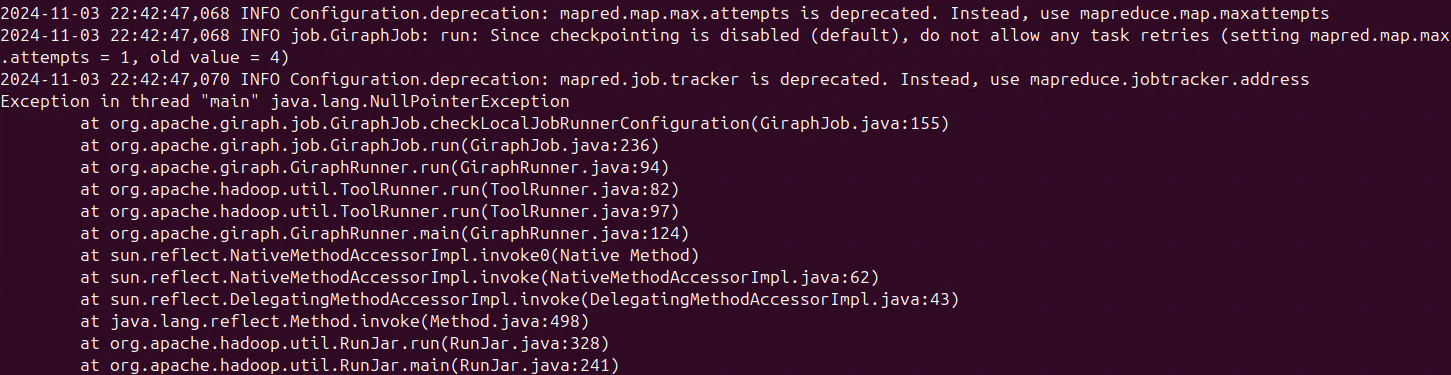 2024-11-03 22:42:47,068 INFO Configuration.deprecation: mapred.map.max.attempts is deprecated. Instead, use mapreduce.map.maxattempts
2024-11-03 22:42:47,068 INFO job.GiraphJob: run: Since checkpointing is disabled (default), do not allow any task retries (setting mapred.map.max
.attempts = 1, old value = 4)
2024-11-03 22:42:47,070 INFO Configuration.deprecation: mapred.job.tracker is deprecated. Instead, use mapreduce.jobtracker.address
Exception in thread "main" java.lang.NullPointerException
        at org.apache.giraph.job.GiraphJob.checkLocalJobRunnerConfiguration(GiraphJob.java:155)
        at org.apache.giraph.job.GiraphJob.run(GiraphJob.java:236)
        at org.apache.giraph.GiraphRunner.run(GiraphRunner.java:94)
        at org.apache.hadoop.util.ToolRunner.run(ToolRunner.java:82)
        at org.apache.hadoop.util.ToolRunner.run(ToolRunner.java:97)
        at org.apache.giraph.GiraphRunner.main(GiraphRunner.java:124)
        at sun.reflect.NativeMethodAccessorImpl.invoke0(Native Method)
        at sun.reflect.NativeMethodAccessorImpl.invoke(NativeMethodAccessorImpl.java:62)
        at sun.reflect.DelegatingMethodAccessorImpl.invoke(DelegatingMethodAccessorImpl.java:43)
        at java.lang.reflect.Method.invoke(Method.java:498)
        at org.apache.hadoop.util.RunJar.run(RunJar.java:328)
        at org.apache.hadoop.util.RunJar.main(RunJar.java:241)